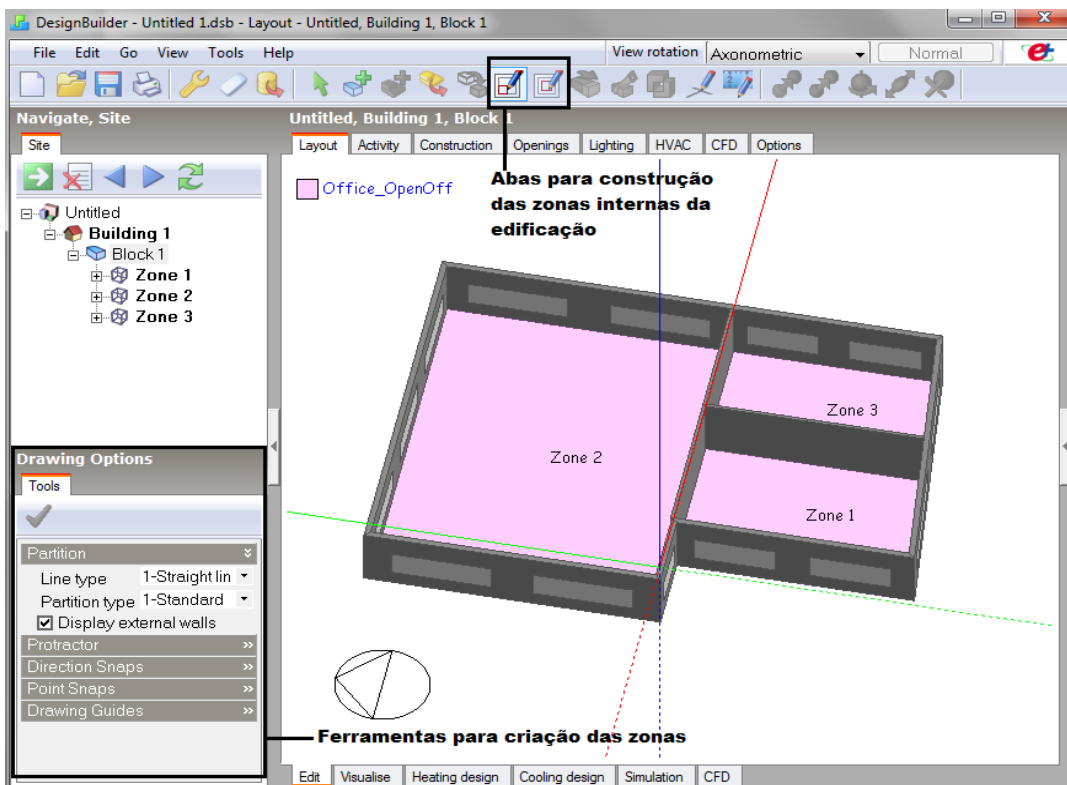 DesignBuilder - Untitled 1.dsb - Layout - Untitled, Building 1, Block 1
File Edit Go View Tools Help
View rotation Axonometric Normal
Navigate, Site
Site
Untitled
Building 1
Block 1
Zone 1
Zone 2
Zone 3
Untitled, Building 1, Block 1
Layout Activity Construction Openings Lighting HVAC CFD Options
Office_OpenOff
Abas para construção
das zonas internas da
edificação
Zone 3
Zone 2
Zone 1
Drawing Options
Tools
Partition
Line type 1-Straight lin
Partition type 1-Standard
Display external walls
Protractor
Direction Snaps
Point Snaps
Drawing Guides
Ferramentas para criação das zonas
Edit Visualise Heating design Cooling design Simulation CFD